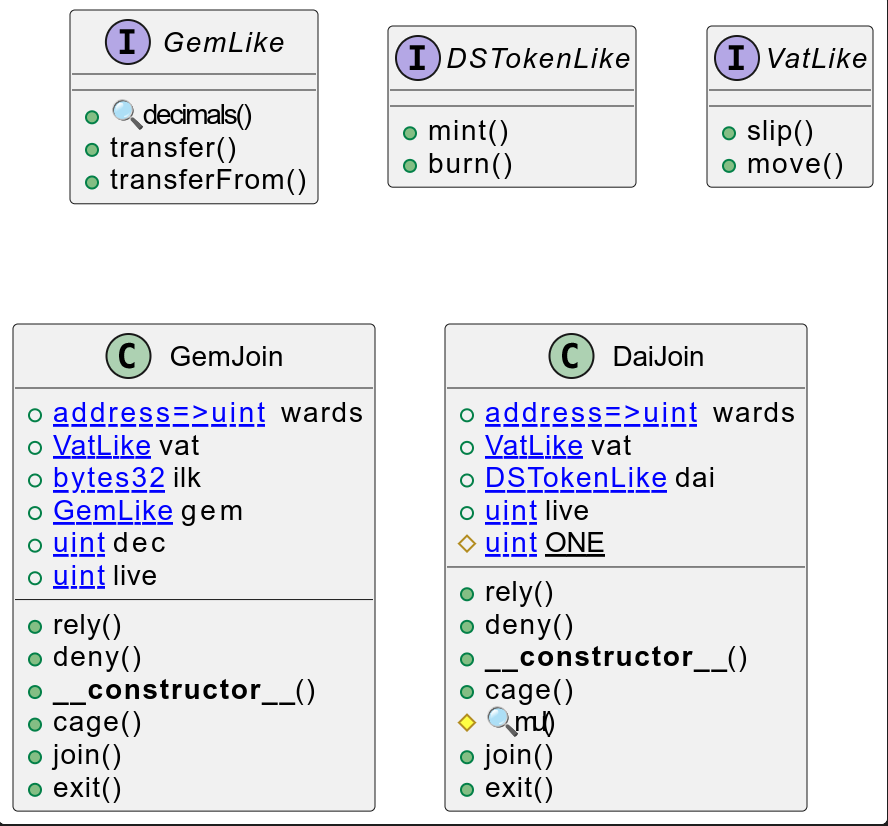 I GemLike
decimals()
transfer()
transferFrom()
I DSTokenLike
mint()
burn()
I VatLike
slip()
move()
C GemJoin
address=>uint wards
VatLike vat
bytes32 ilk
GemLike gem
uint dec
uint live
rely()
deny()
__constructor__()
cage()
join()
exit()
C DaiJoin
address=>uint wards
VatLike vat
DSTokenLike dai
uint live
uint ONE
rely()
deny()
__constructor__()
cage()
mul()
join()
exit()